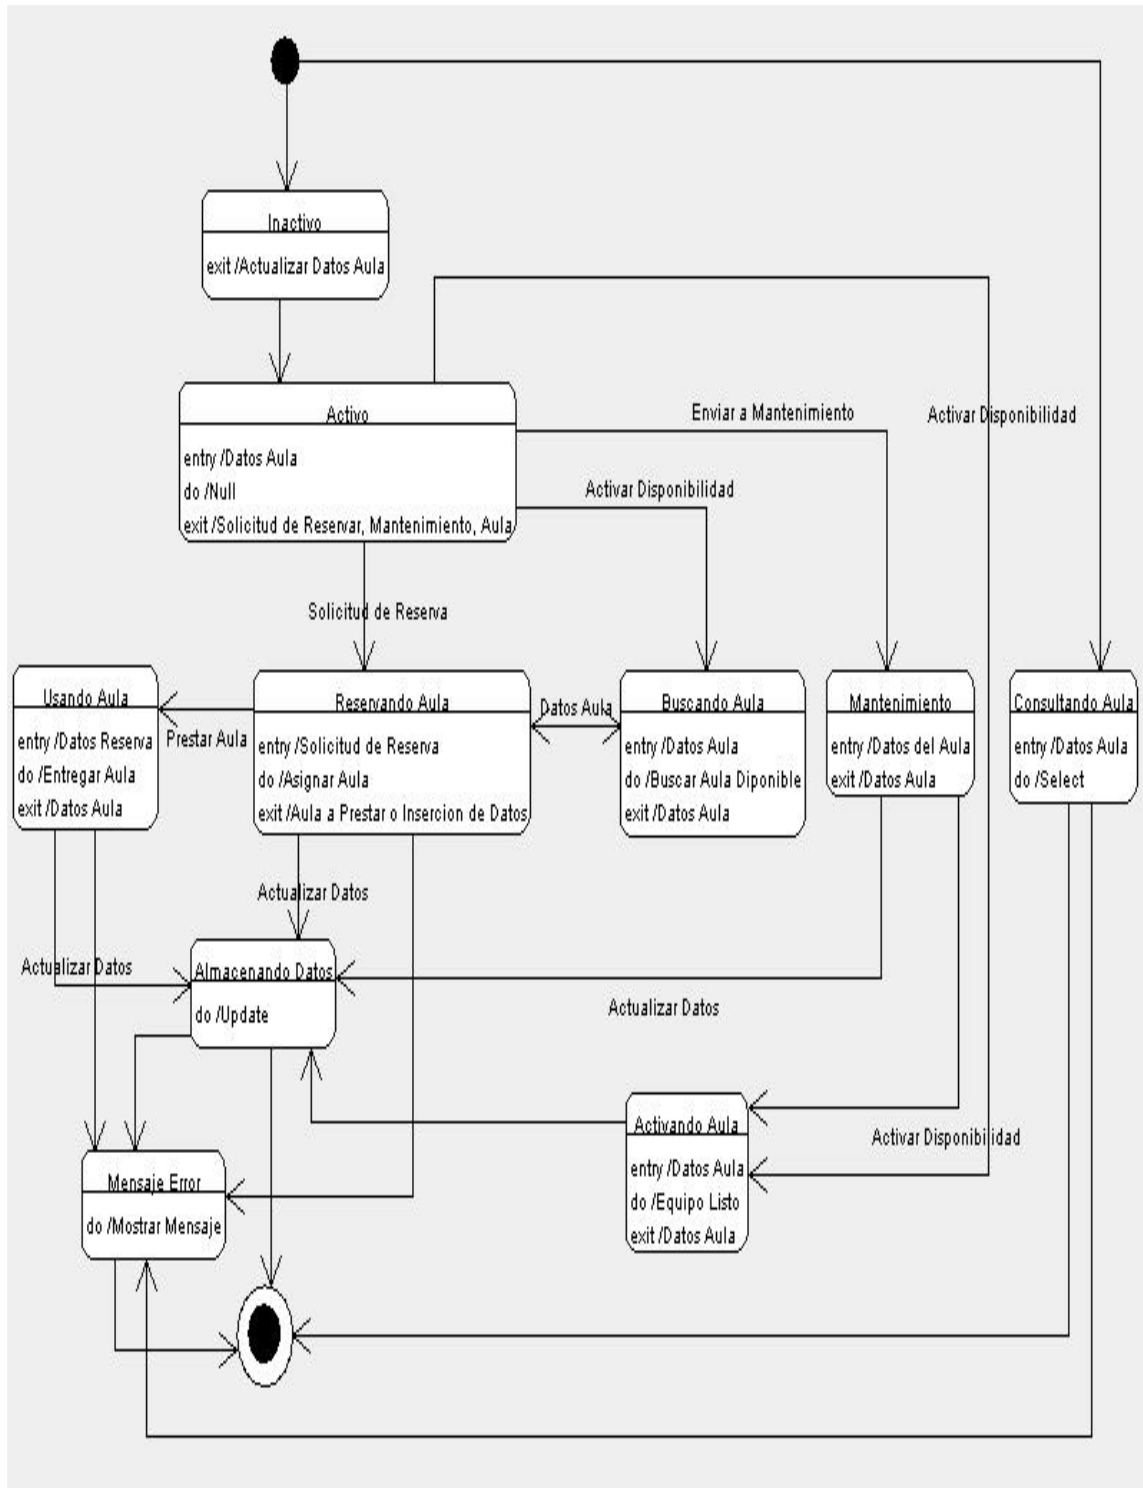 Inactivo
exit /Actualizar Datos Aula
Activo
entry /Datos Aula
do /Null
exit /Solicitud de Reservar, Mantenimiento, Aula
Enviar a Mantenimiento
Activar Disponibilidad
Activar Disponibilidad
Solicitud de Reserva
Usando Aula
entry /Datos Reserva
do /Entregar Aula
exit /Datos Aula
Prestar Aula
Reservando Aula
entry /Solicitud de Reserva
do /Asignar Aula
exit /Aula a Prestar o Insercion de Datos
Datos Aula
Buscando Aula
entry /Datos Aula
do /Buscar Aula Diponible
exit /Datos Aula
Mantenimiento
entry /Datos del Aula
exit /Datos Aula
Consultando Aula
entry /Datos Aula
do /Select
Actualizar Datos
Actualizar Datos
Almacenando Datos
do /Update
Actualizar Datos
Activando Aula
entry /Datos Aula
do /Equipo Listo
exit /Datos Aula
Activar Disponibilidad
Mensaje Error
do /Mostrar Mensaje